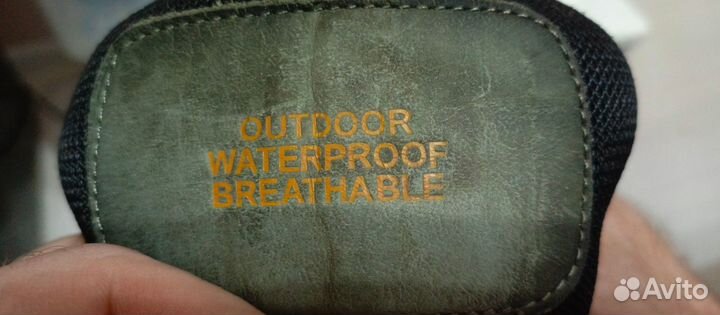 OUTDOOR
WATERPROOF
BREATHABLE
Avito